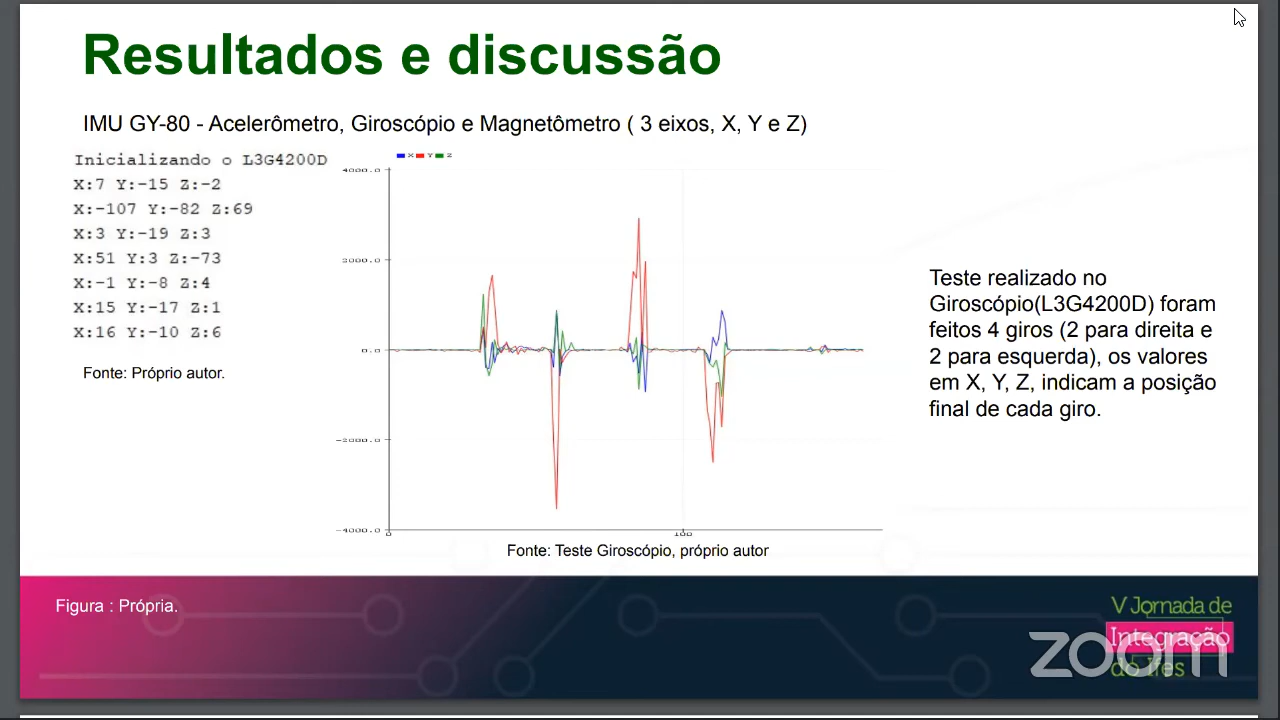 Resultados e discussão
IMU GY-80 - Acelerômetro, Giroscópio e Magnetômetro ( 3 eixos, X, Y e Z)
Inicializando o L3G4200D
X:7 Y:-15 Z:-2
X:-107 Y:-82 Z:69
X:3 Y:-19 Z:3
X:51 Y:3 Z:-73
X:-1 Y:-8 Z:4
X:15 Y:-17 Z:1
X:16 Y:-10 Z:6
Fonte: Próprio autor.
X Y Z
4000.0
2000.0
0.0
-2000.0
-4000.0
0 100
Fonte: Teste Giroscópio, próprio autor
Teste realizado no
Giroscópio(L3G4200D) foram
feitos 4 giros (2 para direita e
2 para esquerda), os valores
em X, Y, Z, indicam a posição
final de cada giro.
Figura : Própria.
V Jornada de
Integração
do Ifes
zoom